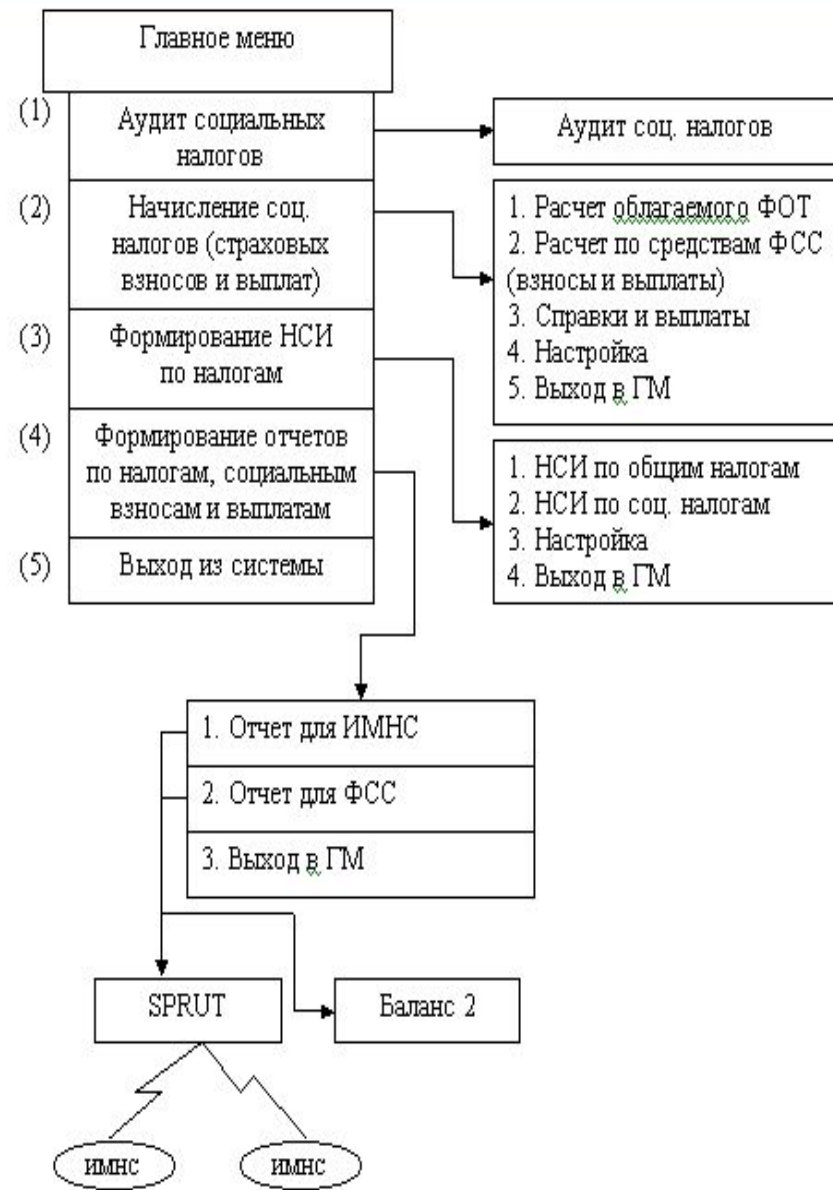 Главное меню
(1)
Аудит социальных
налогов
Аудит соц. налогов
(2)
Начисление соц.
налогов (страховых
взносов и выплат)
1. Расчет облагаемого ФОТ
2. Расчет по средствам ФСС
(взносы и выплаты)
3. Справки и выплаты
4. Настройка
5. Выход в ГМ
(3)
Формирование НСИ
по налогам
(4)
Формирование отчетов
по налогам, социальным
взносам и выплатам
1. НСИ по общим налогам
2. НСИ по соц. налогам
3. Настройка
4. Выход в ГМ
(5)
Выход из системы
1. Отчет для ИМНС
2. Отчет для ФСС
3. Выход в ГМ
SPRUT
Баланс 2
ИМНС
ИМНС